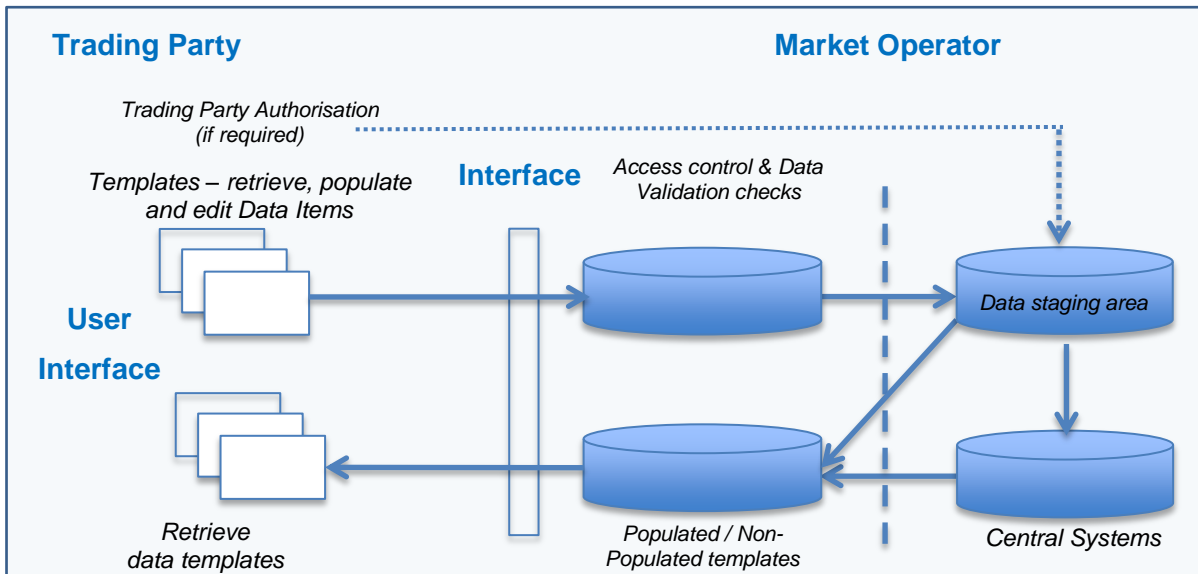 Trading Party
Market Operator
Trading Party Authorisation
(if required)
Templates – retrieve, populate
and edit Data Items
Interface
Access control & Data
Validation checks
User
Interface
Data staging area
Retrieve
data templates
Populated / Non-
Populated templates
Central Systems